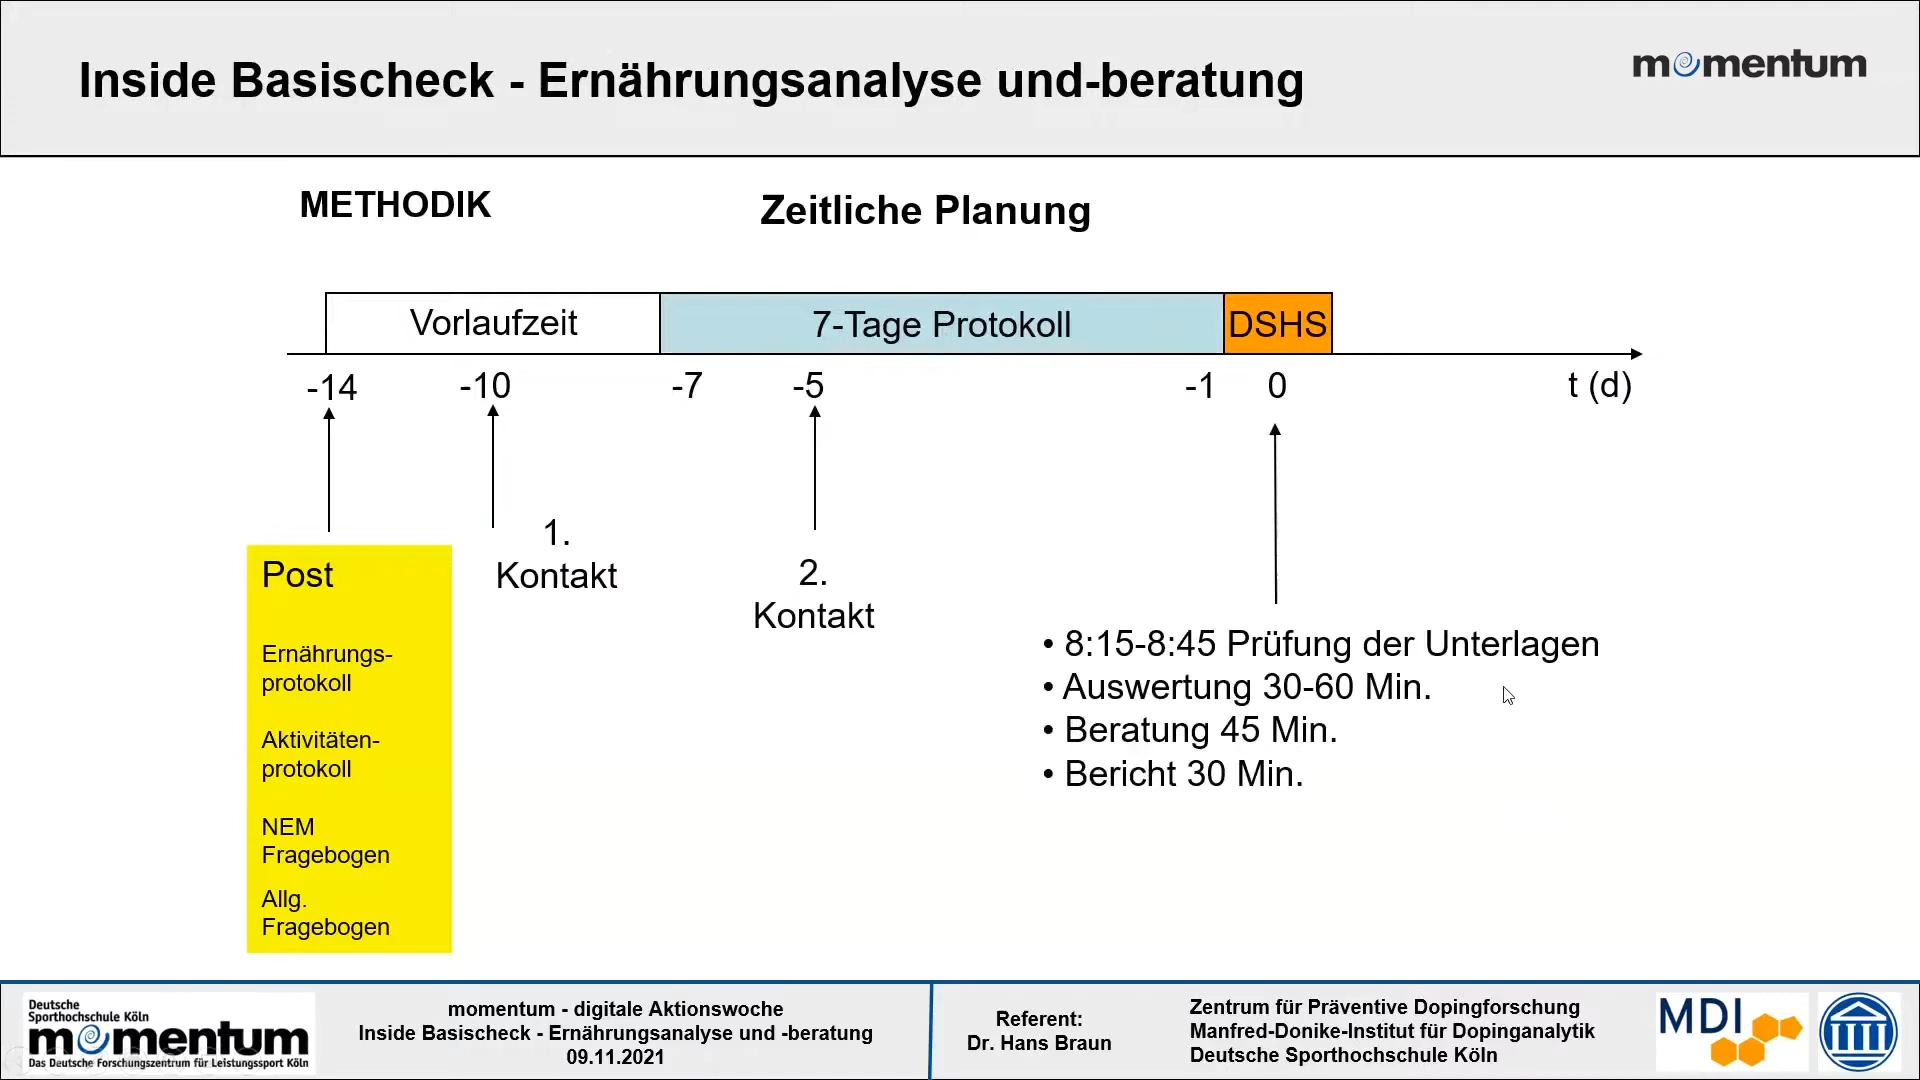 Inside Basischeck - Ernährungsanalyse und-beratung
momentum
METHODIK
Zeitliche Planung
Vorlaufzeit
7-Tage Protokoll
DSHS
-14
-10
-7
-5
-1
0
t (d)
1.
Kontakt
2.
Kontakt
Post
Ernährungs-
protokoll
Aktivitäten-
protokoll
NEM
Fragebogen
Allg.
Fragebogen
• 8:15-8:45 Prüfung der Unterlagen
• Auswertung 30-60 Min.
• Beratung 45 Min.
• Bericht 30 Min.
Deutsche
Sporthochschule Köln
momentum
Das Deutsche Forschungszentrum für Leistungssport Köln
momentum - digitale Aktionswoche
Inside Basischeck - Ernährungsanalyse und -beratung
09.11.2021
Referent:
Dr. Hans Braun
Zentrum für Präventive Dopingforschung
Manfred-Donike-Institut für Dopinganalytik
Deutsche Sporthochschule Köln
MDI